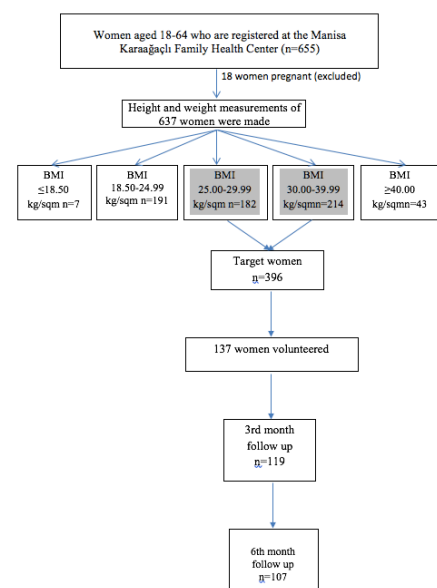 Women aged 18-64 who are registered at the Manisa
Karaağaçlı Family Health Center (n=655)
18 women pregnant (excluded)
Height and weight measurements of
637 women were made
BMI
≤18.50
kg/sqm n=7
BMI
18.50-24.99
kg/sqm n=191
BMI
25.00-29.99
kg/sqm n=182
BMI
30.00-39.99
kg/sqmn=214
BMI
≥40.00
kg/sqmn=43
Target women
n=396
137 women volunteered
3rd month
follow up
n=119
6th month
follow up
n=107